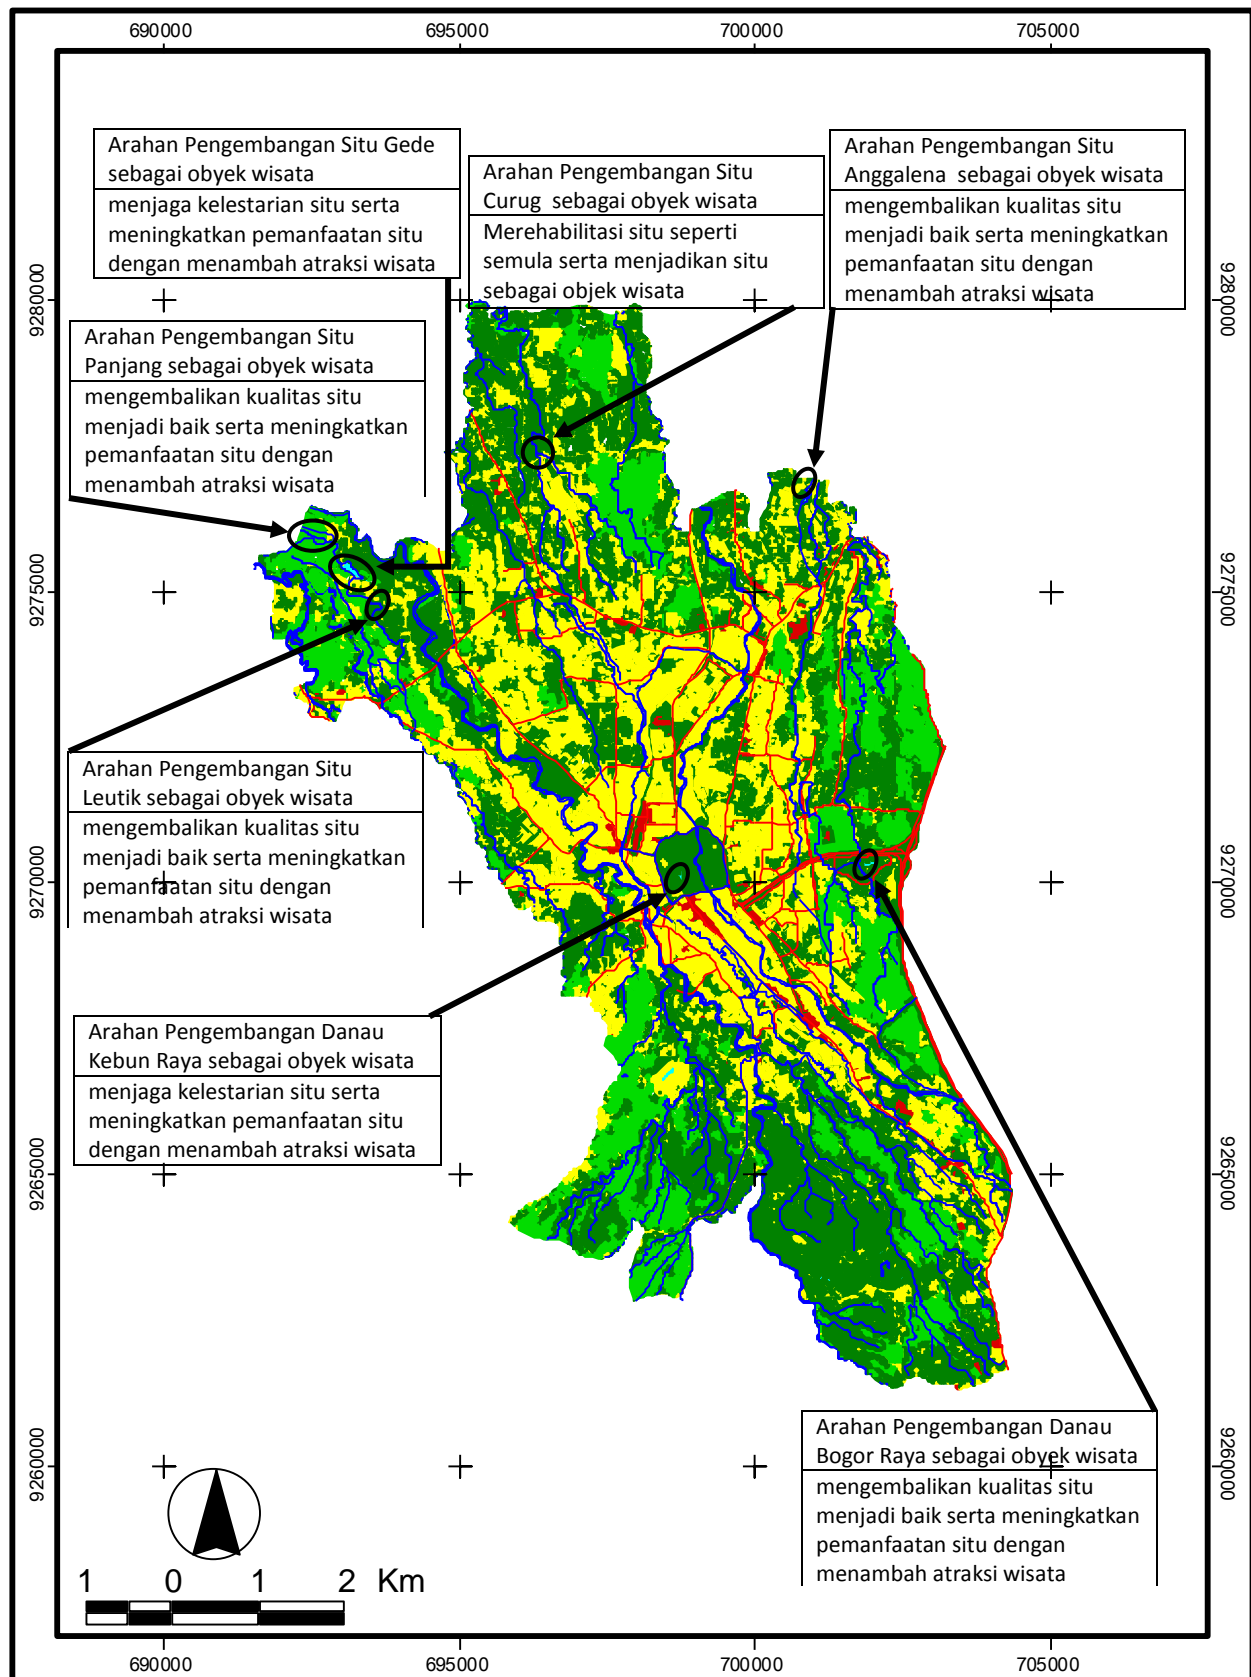 690000
695000
700000
705000
Arahan Pengembangan Situ Gede
sebagai obyek wisata
menjaga kelestarian situ serta
meningkatkan pemanfaatan situ
dengan menambah atraksi wisata
Arahan Pengembangan Situ
Curug sebagai obyek wisata
Merehabilitasi situ seperti
semula serta menjadikan situ
sebagai objek wisata
Arahan Pengembangan Situ
Anggalena sebagai obyek wisata
mengembalikan kualitas situ
menjadi baik serta meningkatkan
pemanfaatan situ dengan
menambah atraksi wisata
9280000
9280000
Arahan Pengembangan Situ
Panjang sebagai obyek wisata
mengembalikan kualitas situ
menjadi baik serta meningkatkan
pemanfaatan situ dengan
menambah atraksi wisata
9275000
9275000
Arahan Pengembangan Situ
Leutik sebagai obyek wisata
mengembalikan kualitas situ
menjadi baik serta meningkatkan
pemanfaatan situ dengan
menambah atraksi wisata
9270000
9270000
Arahan Pengembangan Danau
Kebun Raya sebagai obyek wisata
menjaga kelestarian situ serta
meningkatkan pemanfaatan situ
dengan menambah atraksi wisata
9265000
9265000
Arahan Pengembangan Danau
Bogor Raya sebagai obyek wisata
mengembalikan kualitas situ
menjadi baik serta meningkatkan
pemanfaatan situ dengan
menambah atraksi wisata
9260000
9260000
1 0 1 2 Km
690000
695000
700000
705000